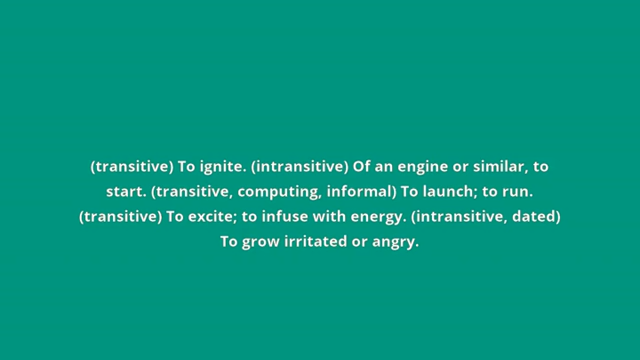 (transitive) To ignite. (intransitive) Of an engine or similar, to
start. (transitive, computing, informal) To launch; to run.
(transitive) To excite; to infuse with energy. (intransitive, dated)
To grow irritated or angry.